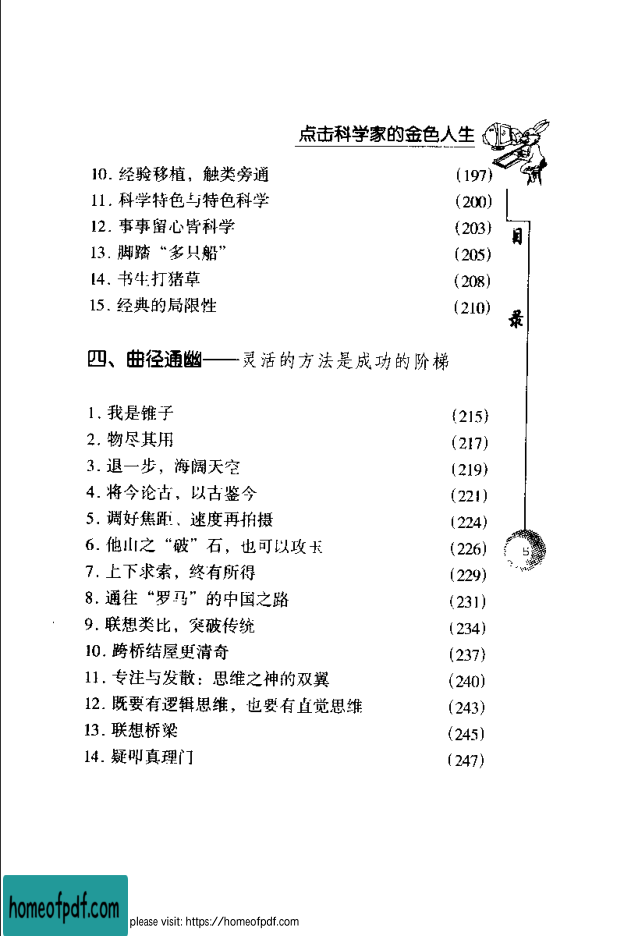 点击科学家的金色人生
10. 经验移植，触类旁通 (197)
11. 科学特色与特色科学 (200)
12. 事事留心皆科学 (203)
13. 脚踏“多只船” (205)
14. 书生打猪草 (208)
15. 经典的局限性 (210)
目
录
四、曲径通幽——灵活的方法是成功的阶梯
1. 我是锥子 (215)
2. 物尽其用 (217)
3. 退一步，海阔天空 (219)
4. 将今论古，以古鉴今 (221)
5. 调好焦距、速度再拍摄 (224)
6. 他山之“破”石，也可以攻玉 (226)
7. 上下求索，终有所得 (229)
8. 通往“罗马”的中国之路 (231)
9. 联想类比，突破传统 (234)
10. 跨桥结屋更清奇 (237)
11. 专注与发散：思维之神的双翼 (240)
12. 既要有逻辑思维，也要有直觉思维 (243)
13. 联想桥梁 (245)
14. 疑叩真理门 (247)
5
homeofpdf.com
please visit: https://homeofpdf.com